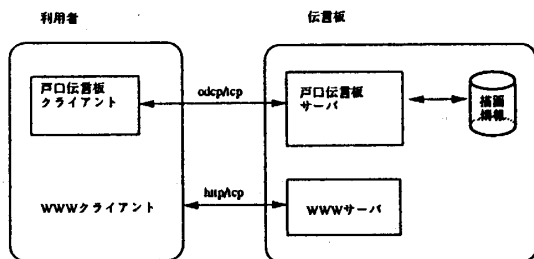 利用者
伝言板
戸口伝言板
クライアント
odcp/tcp
戸口伝言板
サーバ
描画
情報
WWWクライアント
http/tcp
WWWサーバ